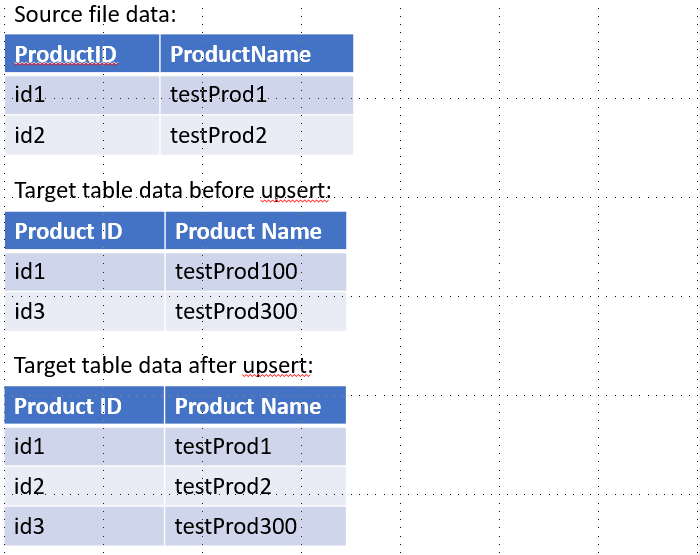 Source file data:
ProductID ProductName
id1 testProd1
id2 testProd2
Target table data before upsert:
Product ID Product Name
id1 testProd100
id3 testProd300
Target table data after upsert:
Product ID Product Name
id1 testProd1
id2 testProd2
id3 testProd300